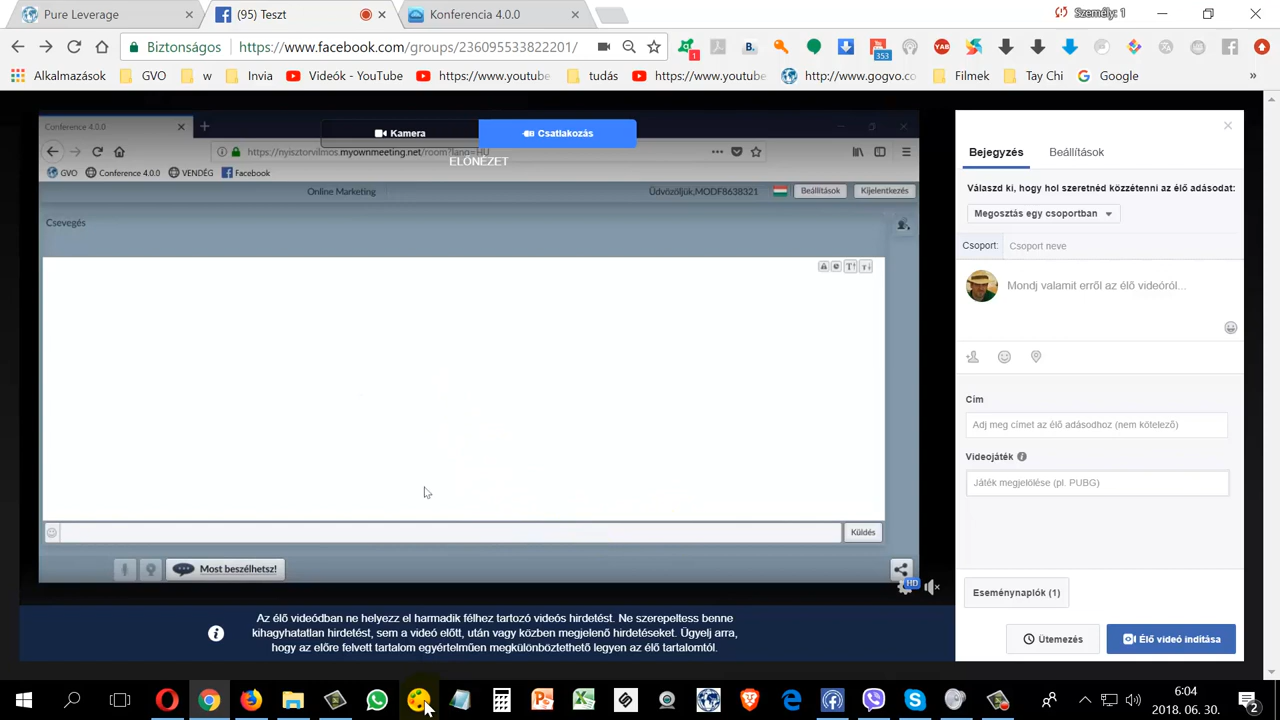 Pure Leverage
(95) Teszt
Konferencia 4.0.0
Személy: 1
Biztonságos
https://www.facebook.com/groups/236095533822201/
1
B.
YAB
353
Alkalmazások
GVO
w
Invia
Videók - YouTube
https://www.youtube
tudás
https://www.youtube
http://www.gogvo.co
Filmek
Tay Chi
Google
»
Conference 4.0.0
Kamera
Csatlakozás
ELŐNÉZET
https://nyisztorvilmos.myownmeeting.net/room?lang=HU
GVO
Conference 4.0.0
VENDÉG
Facebook
Online Marketing
Üdvözöljük,MODF8638321
Beállítások
Kijelentkezés
Csevegés
Küldés
Most beszélhetsz!
HD
Az élő videódban ne helyezz el harmadik félhez tartozó videós hirdetést. Ne szerepeltess benne
kihagyhatatlan hirdetést, sem a videó előtt, után vagy közben megjelenő hirdetéseket. Ügyelj arra,
hogy az előre felvett tartalom egyértelműen megkülönböztethető legyen az élő tartalomtól.
Bejegyzés
Beállítások
Válaszd ki, hogy hol szeretnéd közzétenni az élő adásodat:
Megosztás egy csoportban
Csoport:
Csoport neve
Mondj valamit erről az élő videóról...
Cím
Adj meg címet az élő adásodhoz (nem kötelező)
Videojáték
Játék megjelölése (pl. PUBG)
Eseménynaplók (1)
Ütemezés
Élő videó indítása
6:04
2018. 06. 30.
2